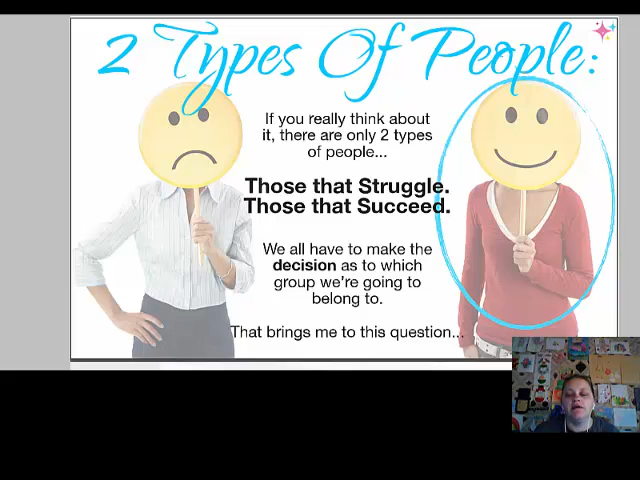 2 Types Of People:
If you really think about
it, there are only 2 types
of people...
Those that Struggle.
Those that Succeed.
We all have to make the
decision as to which
group we're going to
belong to.
That brings me to this question...